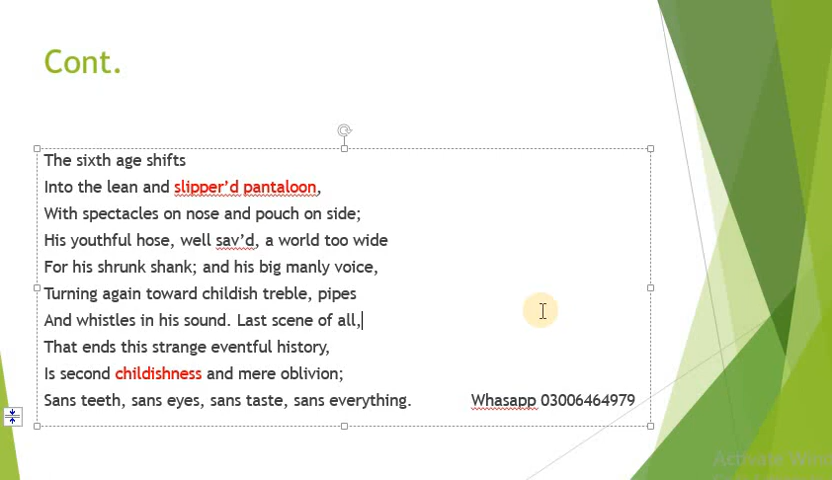 Cont.
The sixth age shifts
Into the lean and slipper’d pantaloon,
With spectacles on nose and pouch on side;
His youthful hose, well sav’d, a world too wide
For his shrunk shank; and his big manly voice,
Turning again toward childish treble, pipes
And whistles in his sound. Last scene of all,
That ends this strange eventful history,
Is second childishness and mere oblivion;
Sans teeth, sans eyes, sans taste, sans everything. Whasapp 03006464979
Activate Win